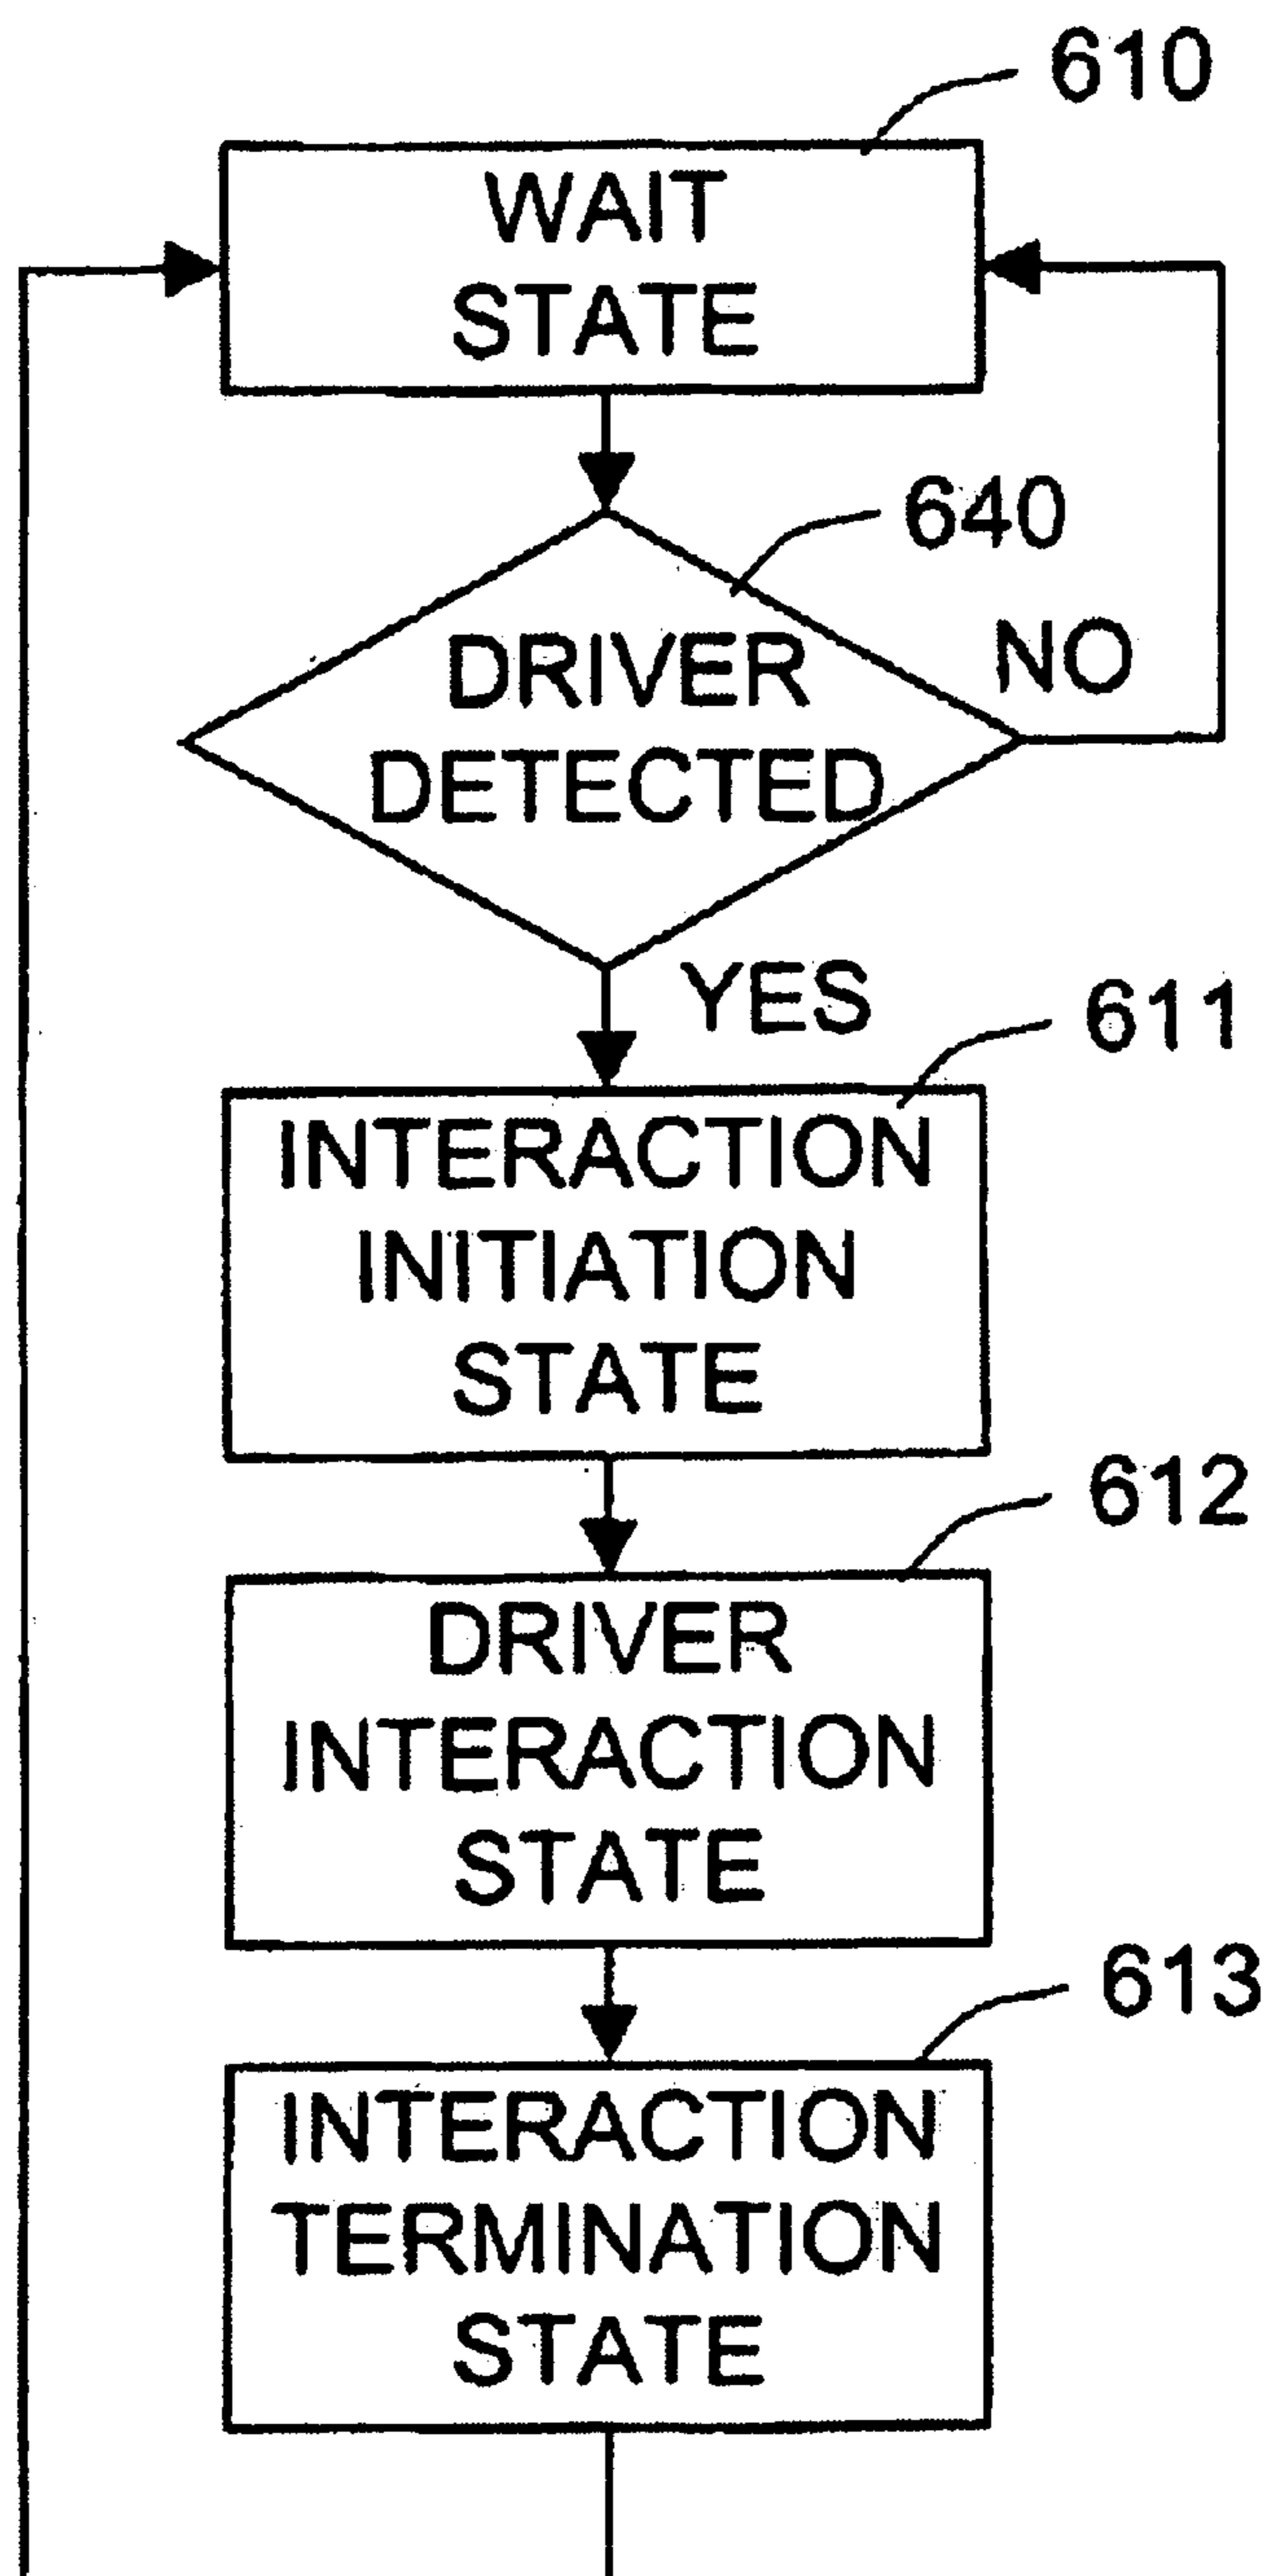 610
WAIT
STATE
640
DRIVER
DETECTED
NO
YES
611
INTERACTION
INITIATION
STATE
612
DRIVER
INTERACTION
STATE
613
INTERACTION
TERMINATION
STATE